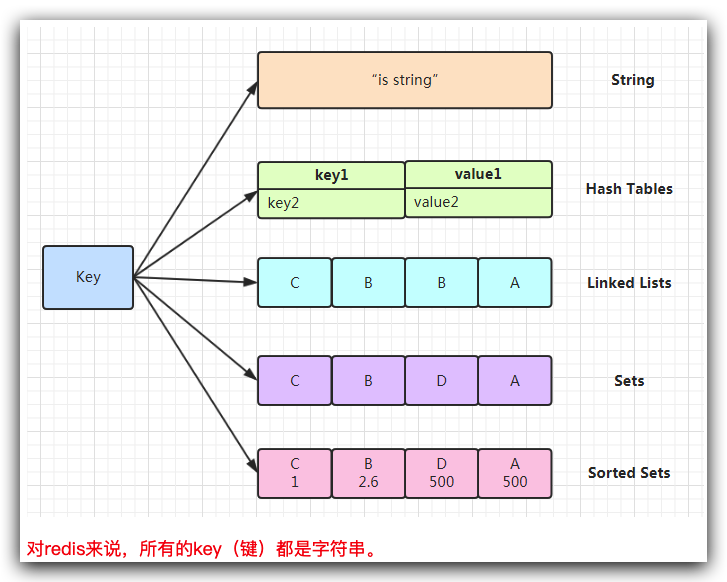 “is string”
String
key1 value1
key2 value2
Hash Tables
Key
C B B A
Linked Lists
C B D A
Sets
C B D A
1 2.6 500 500
Sorted Sets
对redis来说，所有的key（键）都是字符串。